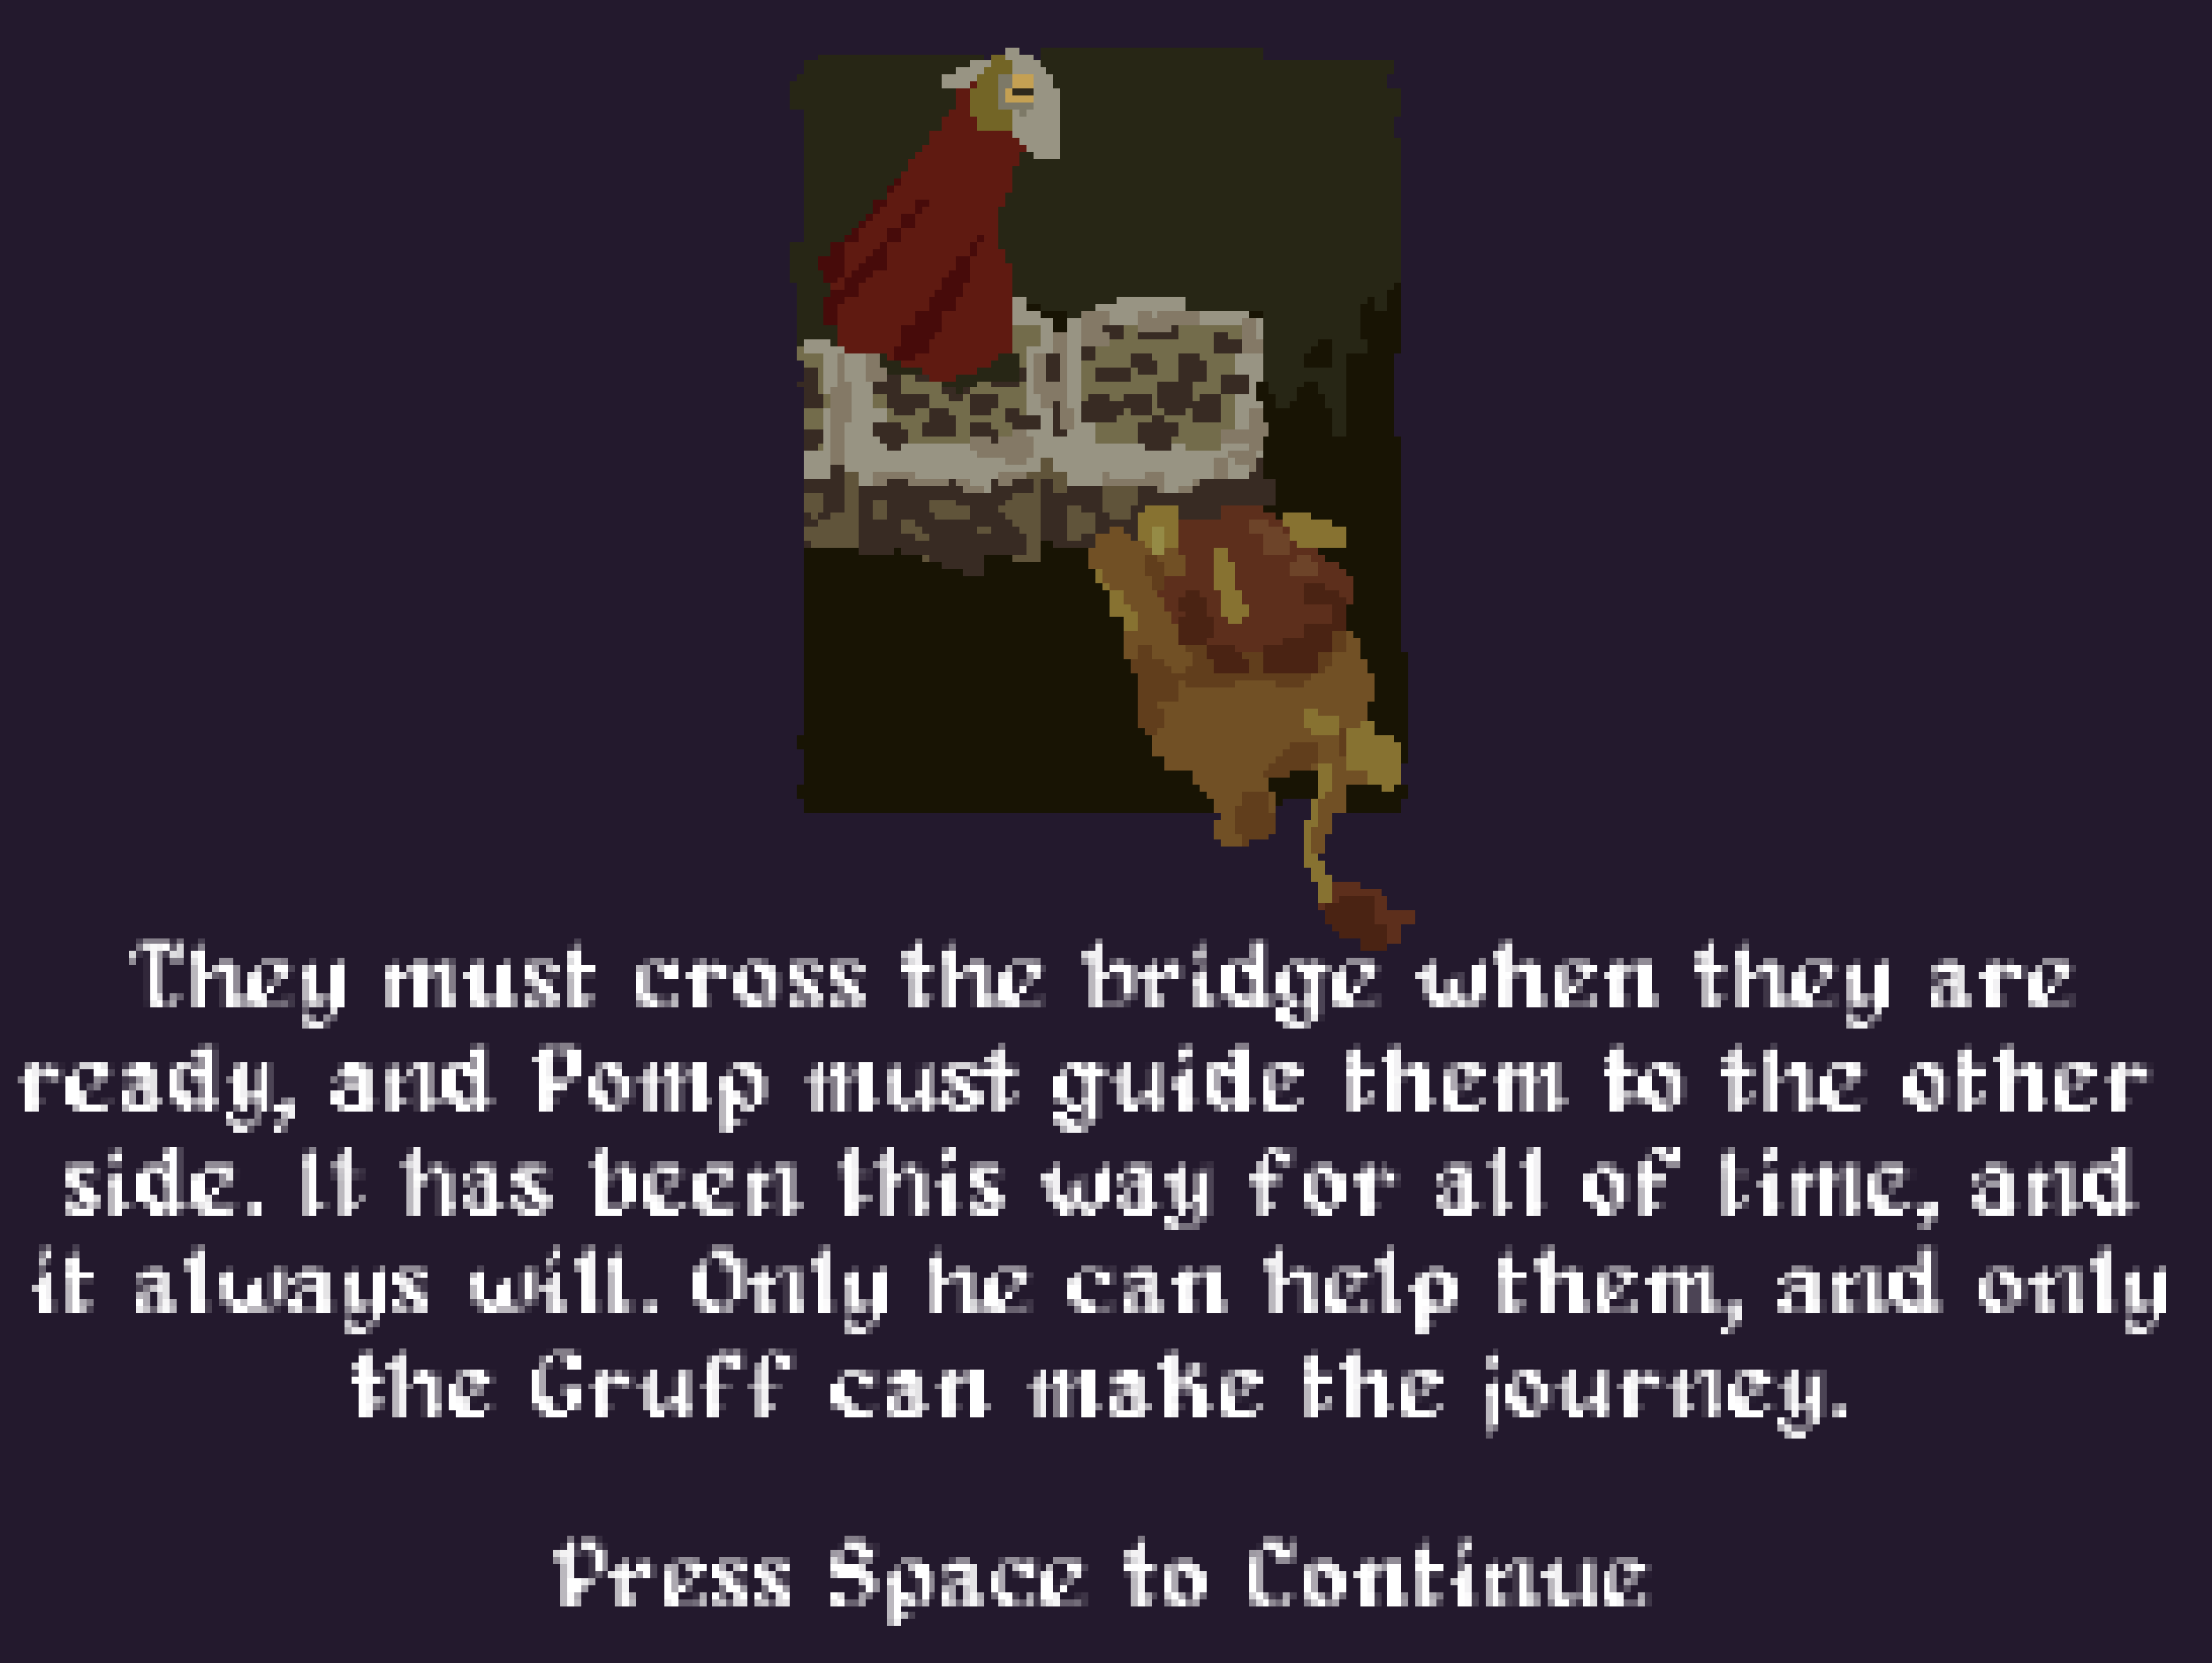 They must cross the bridge when they are
ready, and Pomp must guide them to the other
side. It has been this way for all of time, and
it always will. Only he can help them, and only
the Gruff can make the journey.
Press Space to Continue